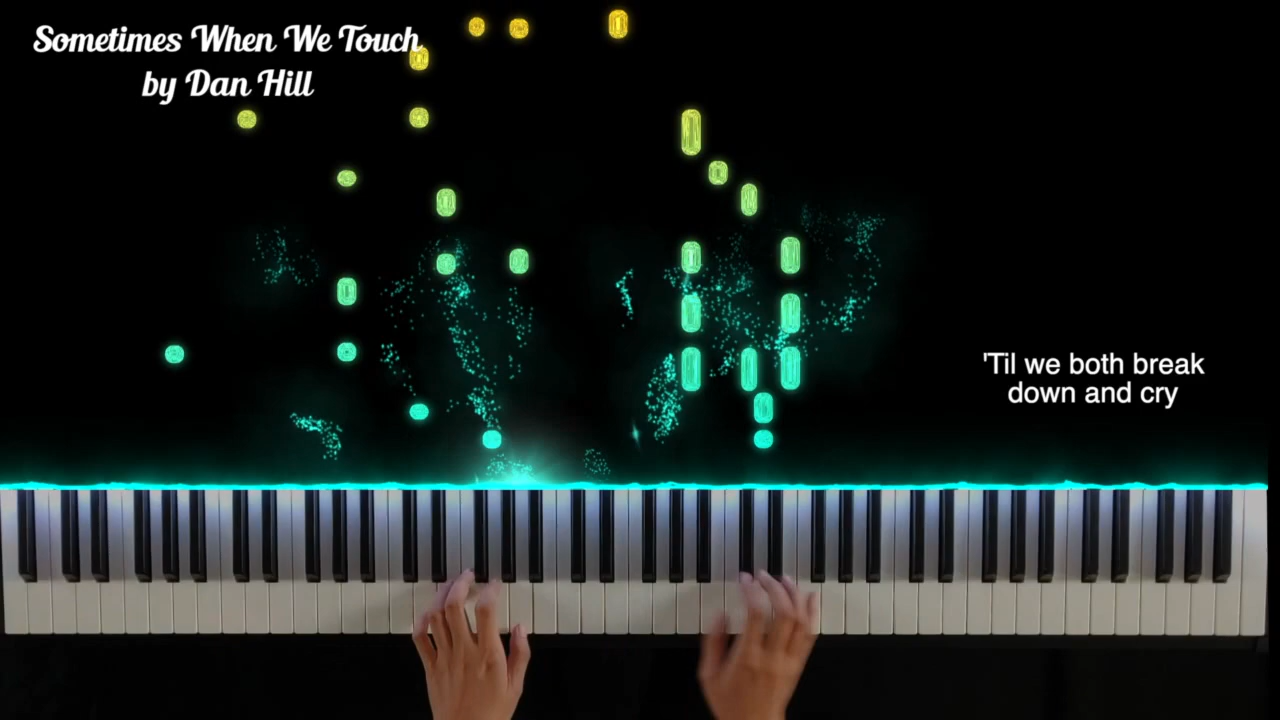 Sometimes When We Touch
by Dan Hill
'Til we both break
down and cry